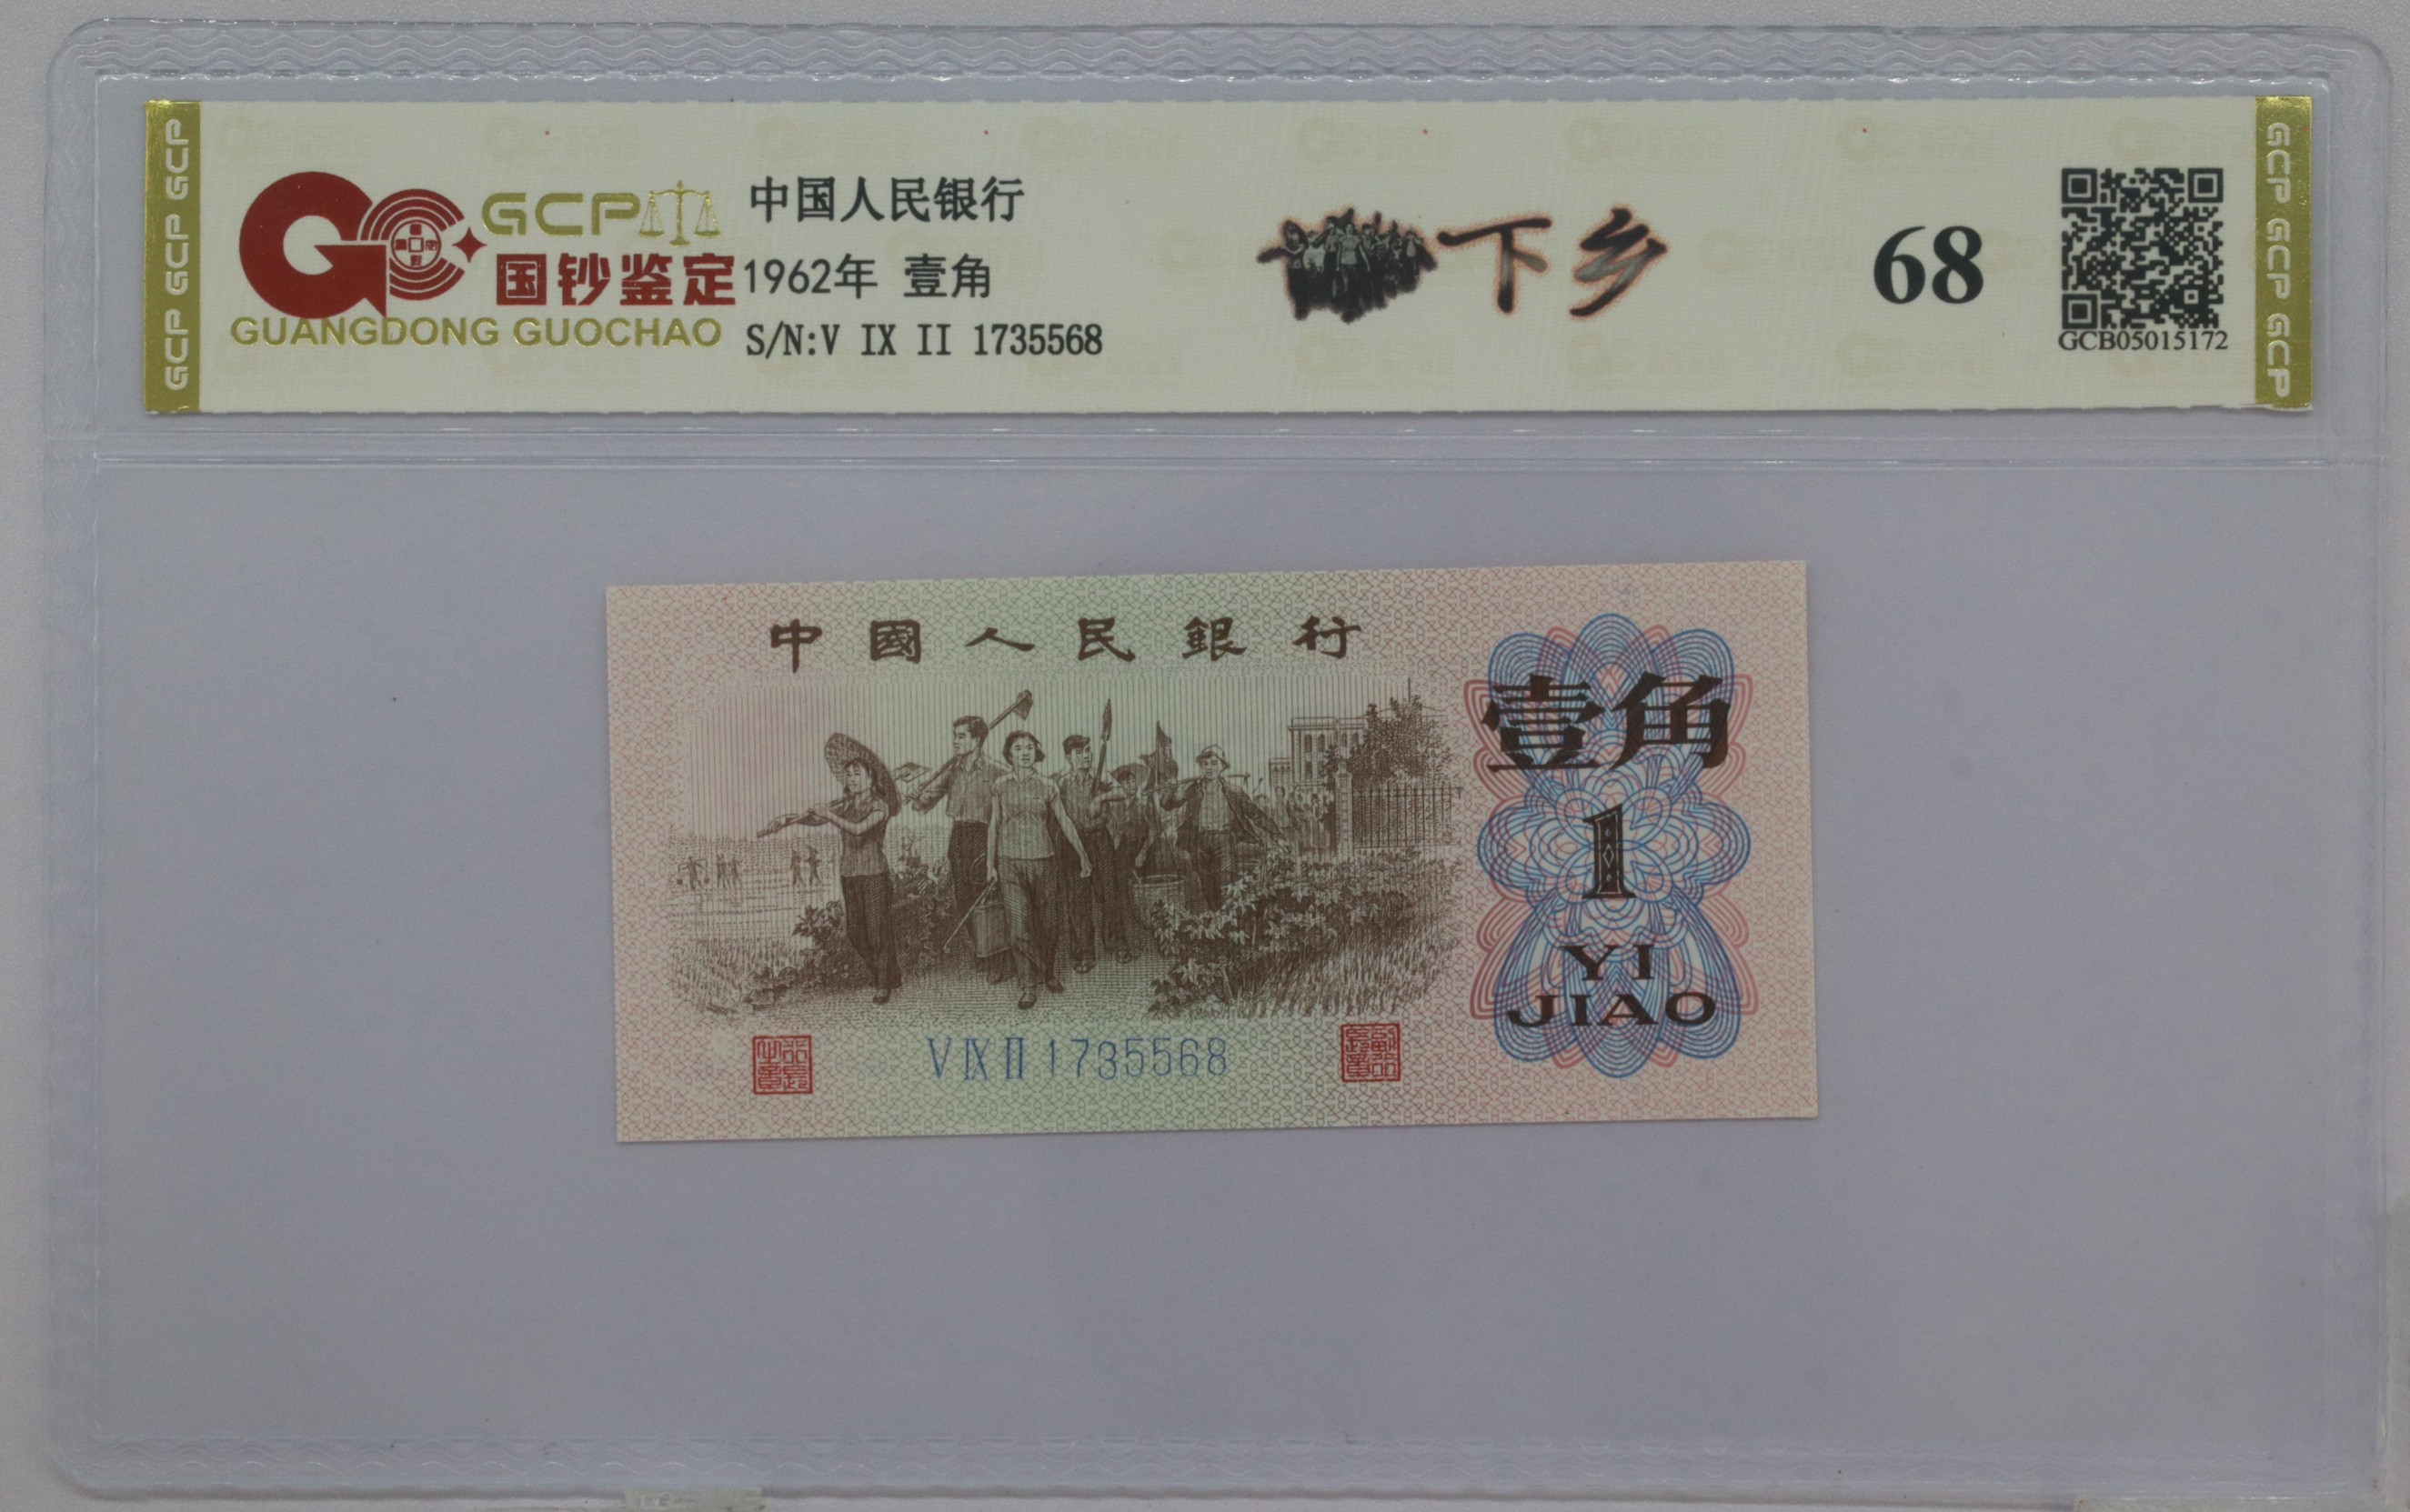 GCP GCP GCP
GCP
国钞鉴定
GUANGDONG GUOCHAO
中国人民银行
1962年 壹角
S/N:V IX II 1735568
下乡
68
GCB05015172
GCP GCP GCP
中國人民銀行
壹角
1
YI
JIAO
V IX II 1735568